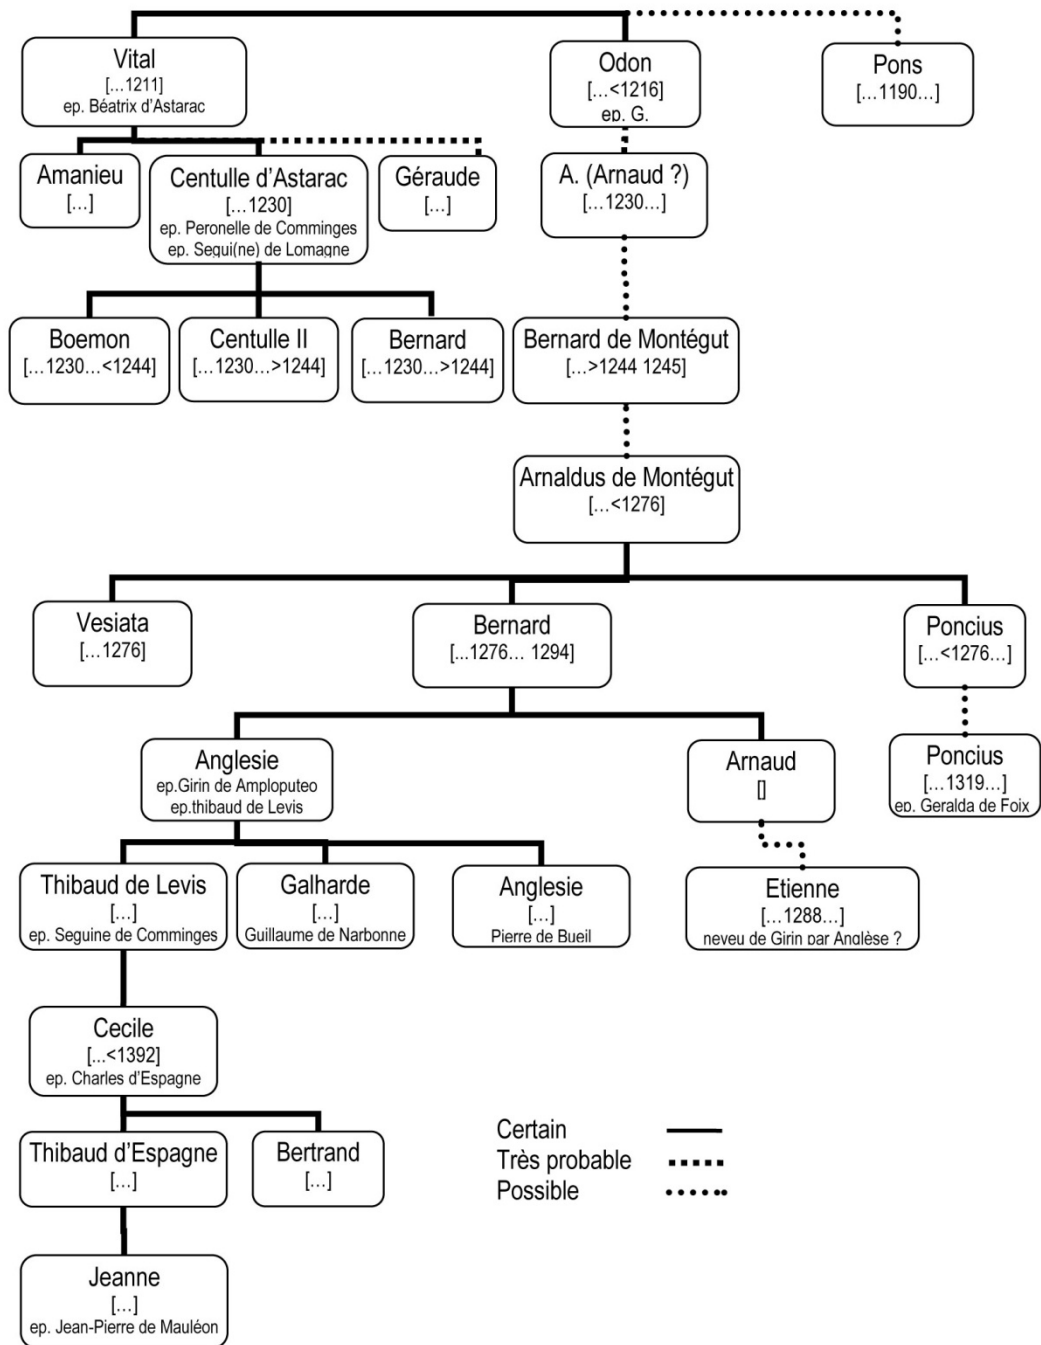 Vital
[…1211]
ep. Béatrix d'Astarac
Odon
[…<1216]
ep. G.
Pons
[…1190…]
Amanieu
[…]
Centulle d'Astarac
[…1230]
ep. Peronelle de Comminges
ep. Segui(ne) de Lomagne
Géraude
[…]
A. (Arnaud ?)
[…1230…]
Boemon
[…1230…<1244]
Centulle II
[…1230…>1244]
Bernard
[…1230…>1244]
Bernard de Montégut
[…>1244 1245]
Arnaldus de Montégut
[…<1276]
Vesiata
[…1276]
Bernard
[...1276… 1294]
Poncius
[…<1276…]
Anglesie
ep.Girin de Amploputeo
ep.thibaud de Levis
Arnaud
[]
Poncius
[…1319…]
ep. Geralda de Foix
Thibaud de Levis
[…]
ep. Seguine de Comminges
Galharde
[…]
Guillaume de Narbonne
Anglesie
[…]
Pierre de Bueil
Etienne
[…1288…]
neveu de Girin par Anglèse ?
Cecile
[...<1392]
ep. Charles d'Espagne
Thibaud d'Espagne
[…]
Bertrand
[…]
Jeanne
[…]
ep. Jean-Pierre de Mauléon
Certain
Très probable
Possible